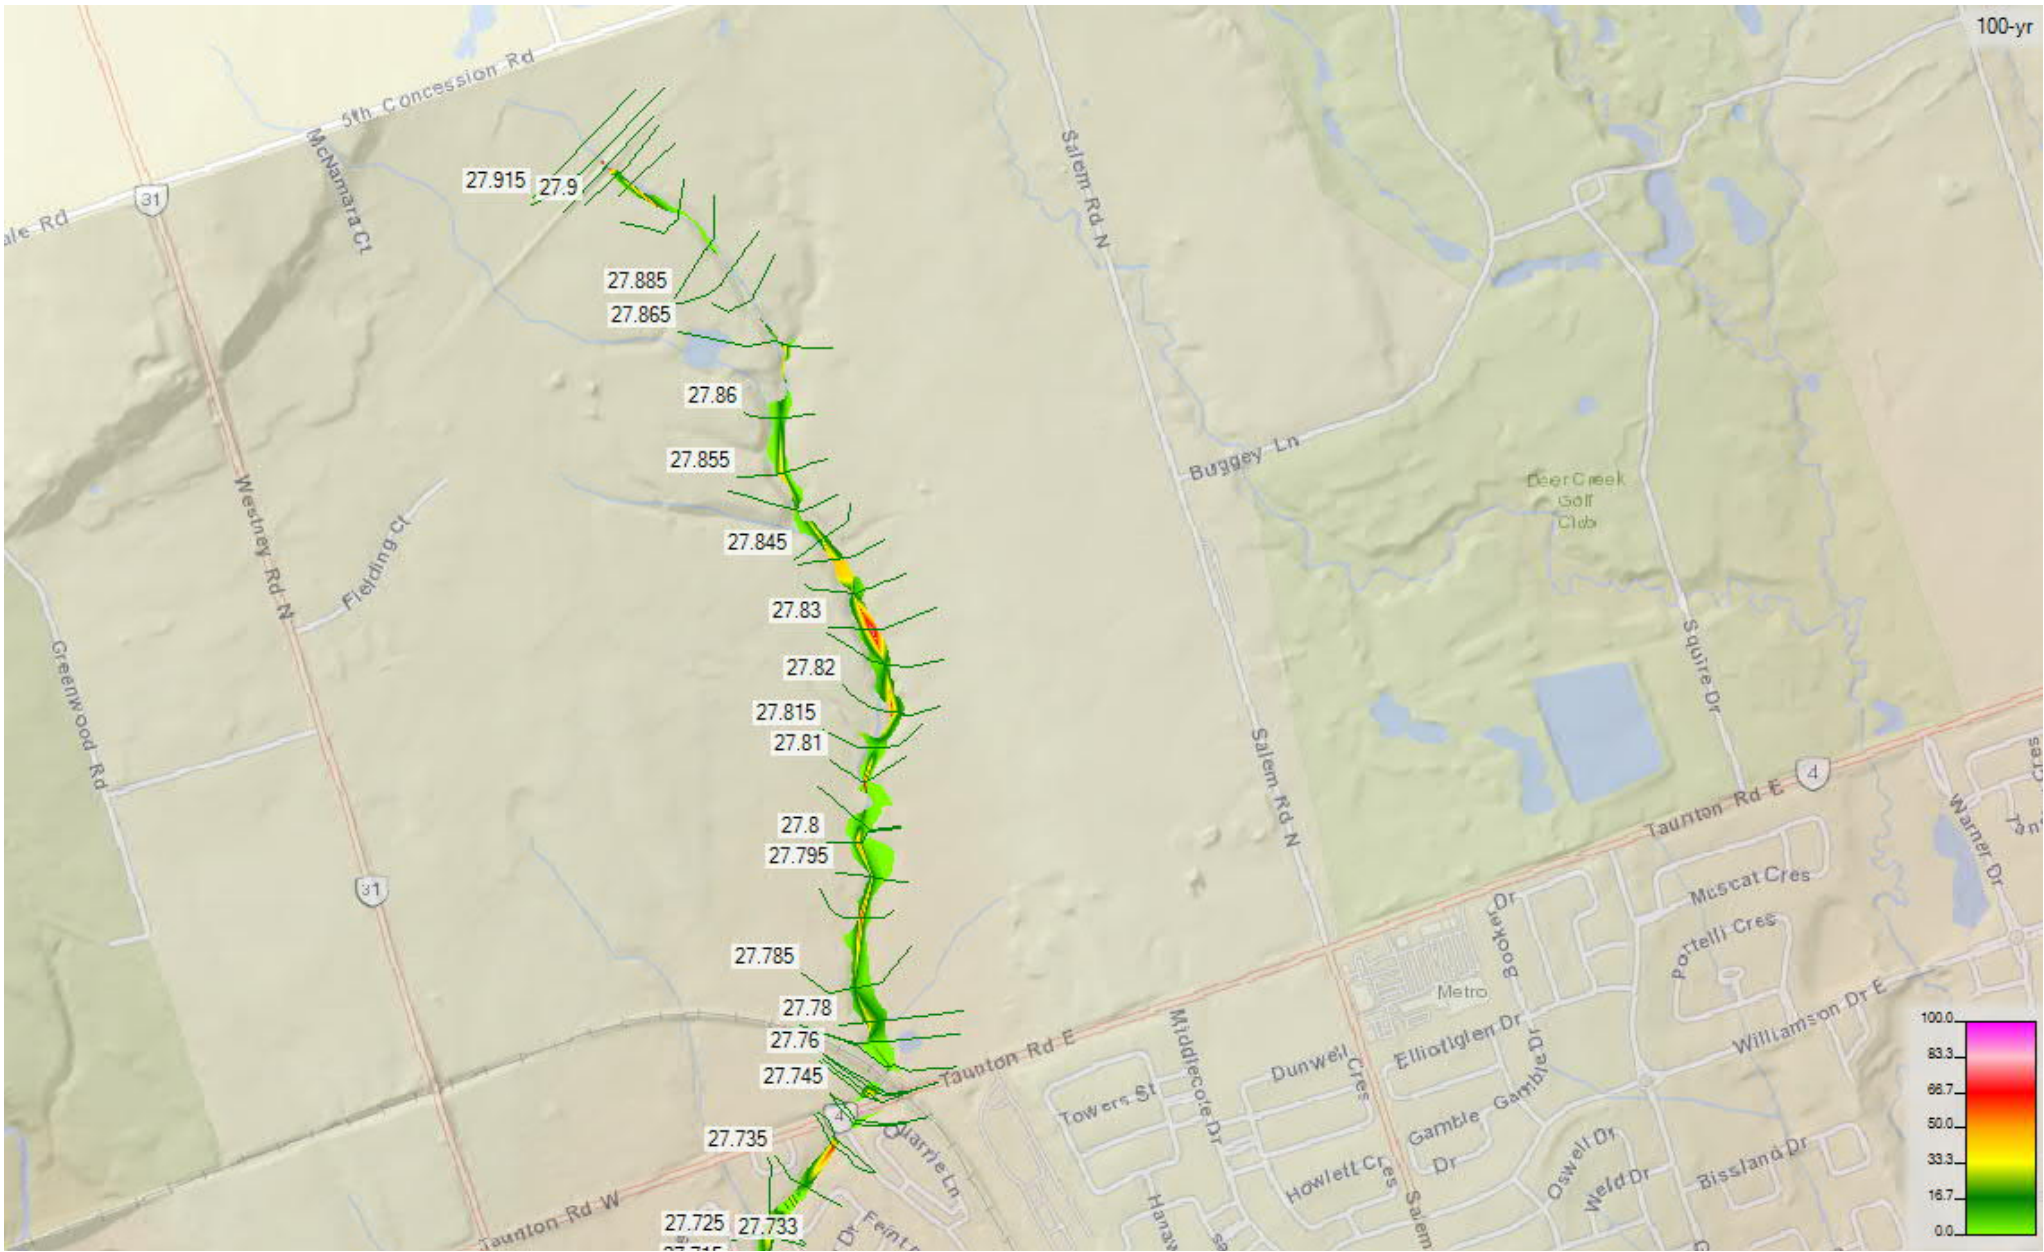 100-yr
5th Concession Rd
McNamara Ct
31
ale Rd
27.915
27.9
Salem Rd N
27.885
27.865
27.86
27.855
27.845
27.83
27.82
27.815
27.81
27.8
27.795
27.785
27.78
27.76
27.745
27.735
27.725
27.733
27.715
Buggey Ln
Deer Creek
Golf
Club
Westney Rd N
Fielding Ct
Greenwood Rd
Squire Dr
Salem Rd N
4
Taunton Rd E
Warner Dr
31
Muscat Cres
Portelli Cres
Booker Dr
Metro
Williamson Dr E
Taunton Rd E
Middlecote Dr
Dunwell Cres
Elliottglen Dr
Gamble Dr
Gamble Dr
Towers St
4
Quarrie Ln
Howlett Cres
Oswell Dr
Weld Dr
Bissland Dr
Taunton Rd W
Salem
Dr
100.0
83.3
66.7
50.0
33.3
16.7
0.0